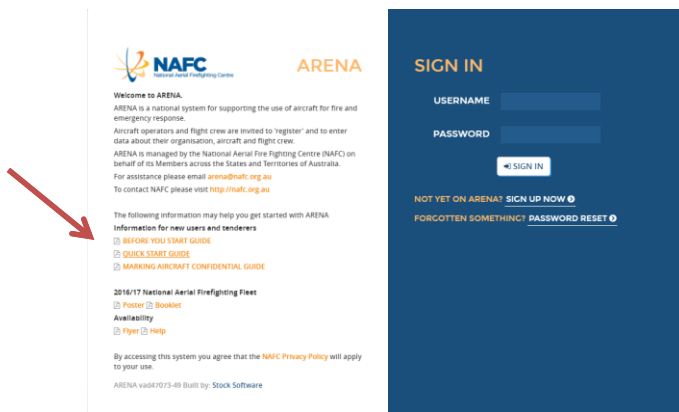 NAFC
National Aerial Firefighting Centre
ARENA
Welcome to ARENA.
ARENA is a national system for supporting the use of aircraft for fire and
emergency response.
Aircraft operators and flight crew are invited to 'register' and to enter
data about their organisation, aircraft and flight crew.
ARENA is managed by the National Aerial Fire Fighting Centre (NAFC) on
behalf of its Members across the States and Territories of Australia.
For assistance please email arena@nafc.org.au
To contact NAFC please visit http://nafc.org.au
The following information may help you get started with ARENA
Information for new users and tenderers
BEFORE YOU START GUIDE
QUICK START GUIDE
MARKING AIRCRAFT CONFIDENTIAL GUIDE
2016/17 National Aerial Firefighting Fleet
Poster Booklet
Availability
Flyer Help
By accessing this system you agree that the NAFC Privacy Policy will apply
to your use.
ARENA vad47073-49 Built by: Stock Software
SIGN IN
USERNAME
PASSWORD
SIGN IN
NOT YET ON ARENA? SIGN UP NOW
FORGOTTEN SOMETHING? PASSWORD RESET